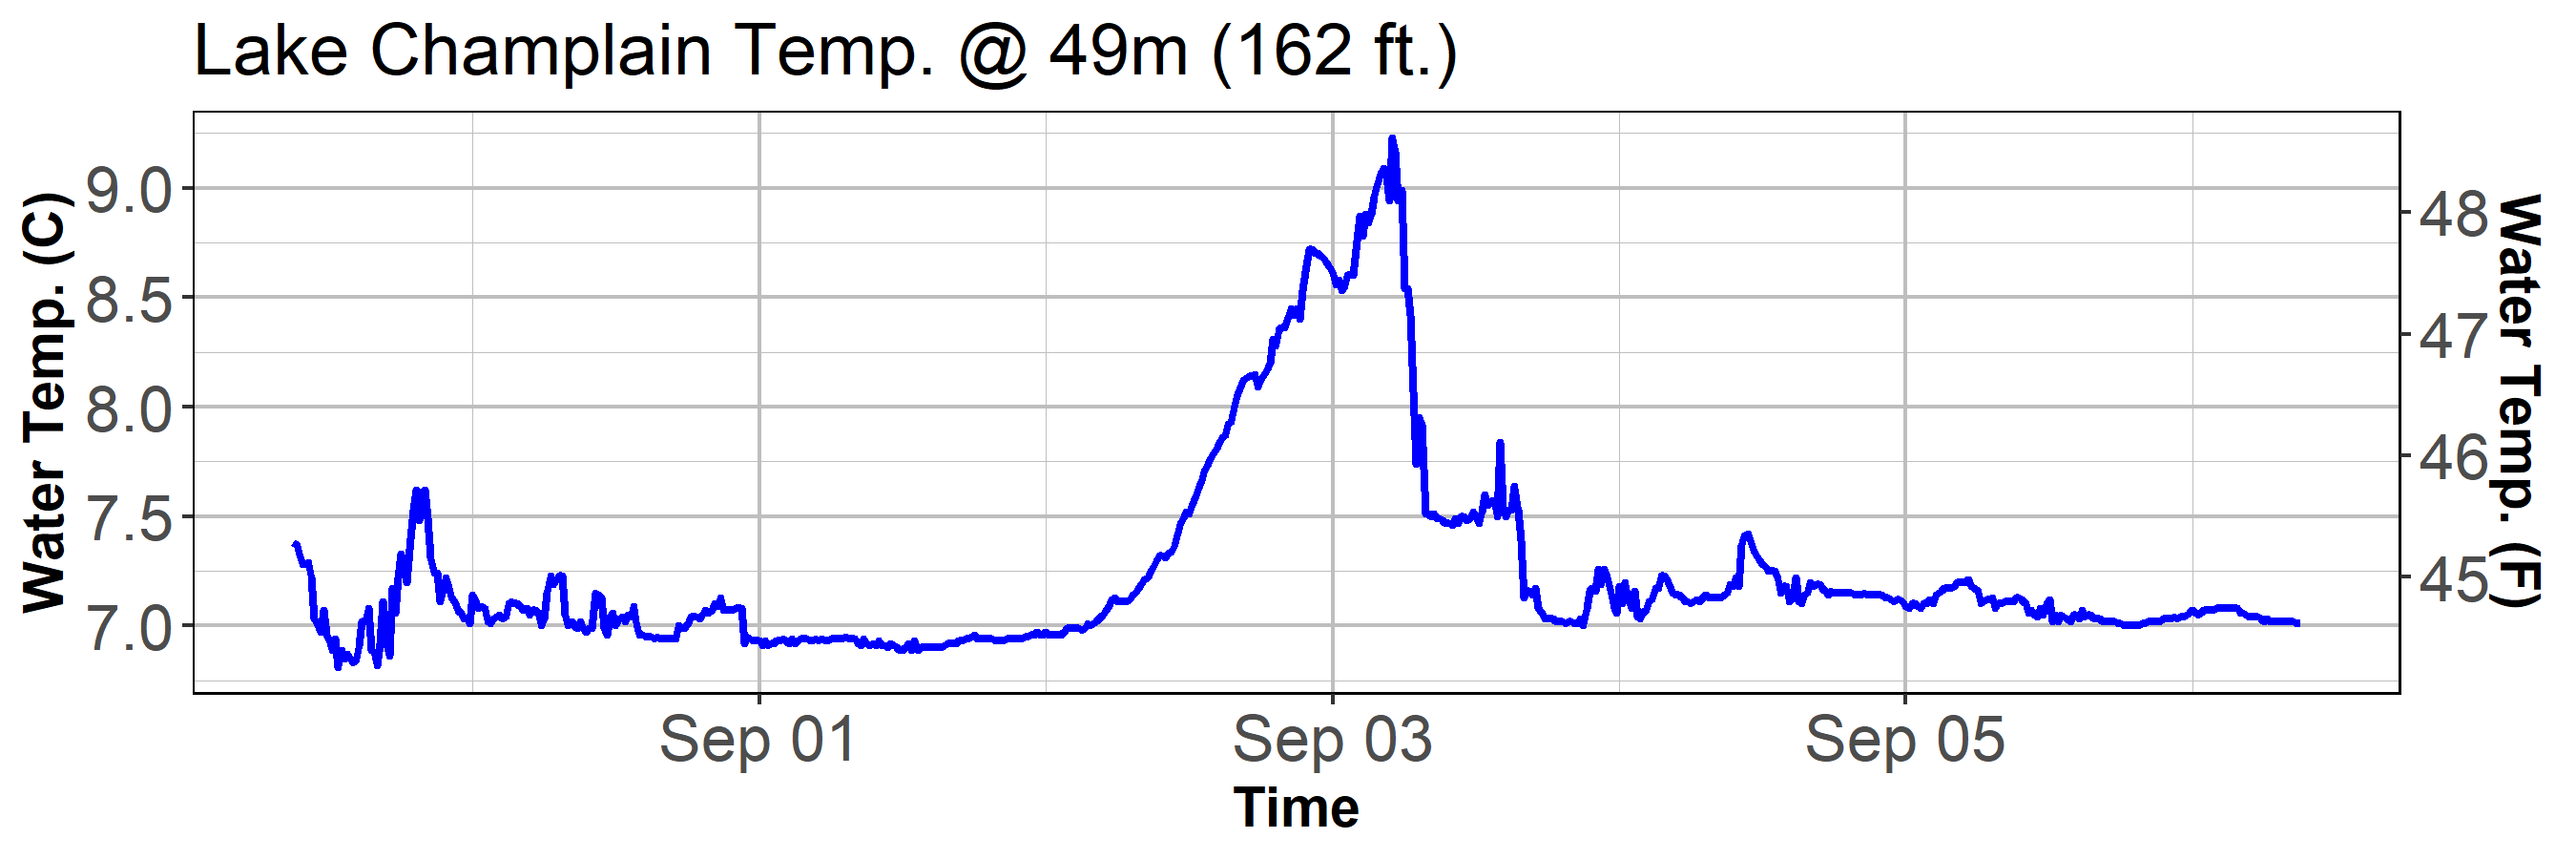 Lake Champlain Temp. @ 49m (162 ft.)
Water Temp. (C)
9.0
8.5
8.0
7.5
7.0
48
47
46
45
Water Temp. (F)
Sep 01
Sep 03
Sep 05
Time